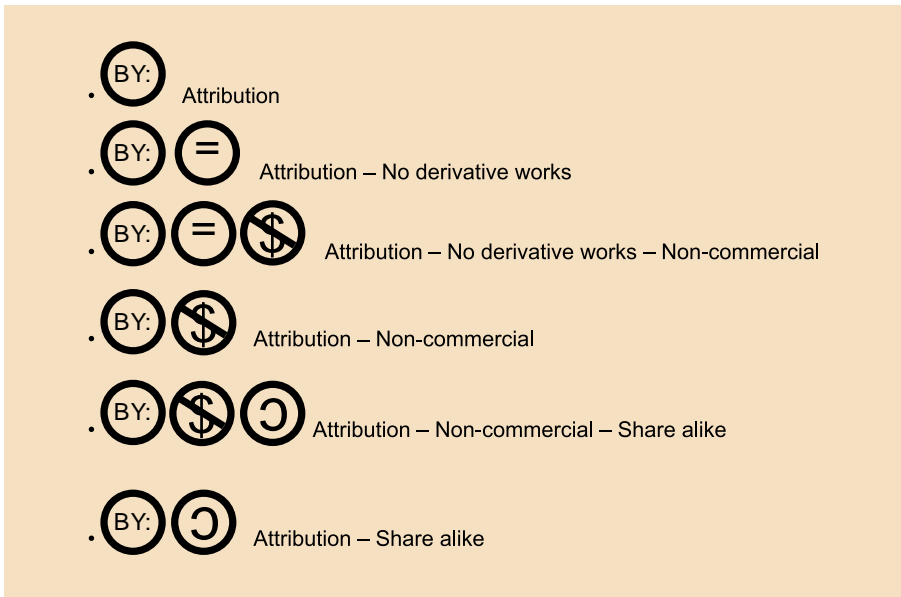 BY: Attribution
BY: = Attribution – No derivative works
BY: = $ Attribution – No derivative works – Non-commercial
BY: $ Attribution – Non-commercial
BY: $ Ɔ Attribution – Non-commercial – Share alike
BY: Ɔ Attribution – Share alike